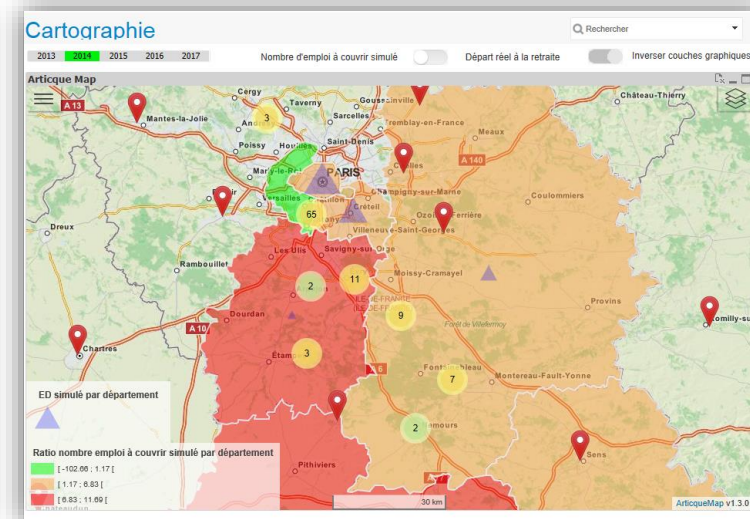 Cartographie
Rechercher
2013 2014 2015 2016 2017
Nombre d'emploi à couvrir simulé
Départ réel à la retraite
Inverser couches graphiques
Articque Map
A 13
Cergy
Taverny
Château-Thierry
Mantes-la-Jolie
3
Sarcelles
Tremblay-en-France
Meaux
Poissy
Houilles
Saint-Denis
A 140
PARIS
Champigny-sur-Marne
Coulommiers
Versailles
65
Créteil
Dreux
Villeneuve-Saint-Georges
Les Ulis
Savigny-sur-Orge
Rambouillet
2
11
Moissy-Cramayel
ILE-DE-FRANCE
Provins
Dourdan
9
Forêt de Villefermoy
A 10
Chartres
3
A 6
Fontainebleau
7
Montereau-Fault-Yonne
ED simulé par département
2
Sens
Ratio nombre emploi à couvrir simulé par département
[ -102.66 ; 1.17 [
Pithiviers
[ 1.17 ; 6.83 [
[ 6.83 ; 11.69 [
30 km
ArticqueMap v1.3.0